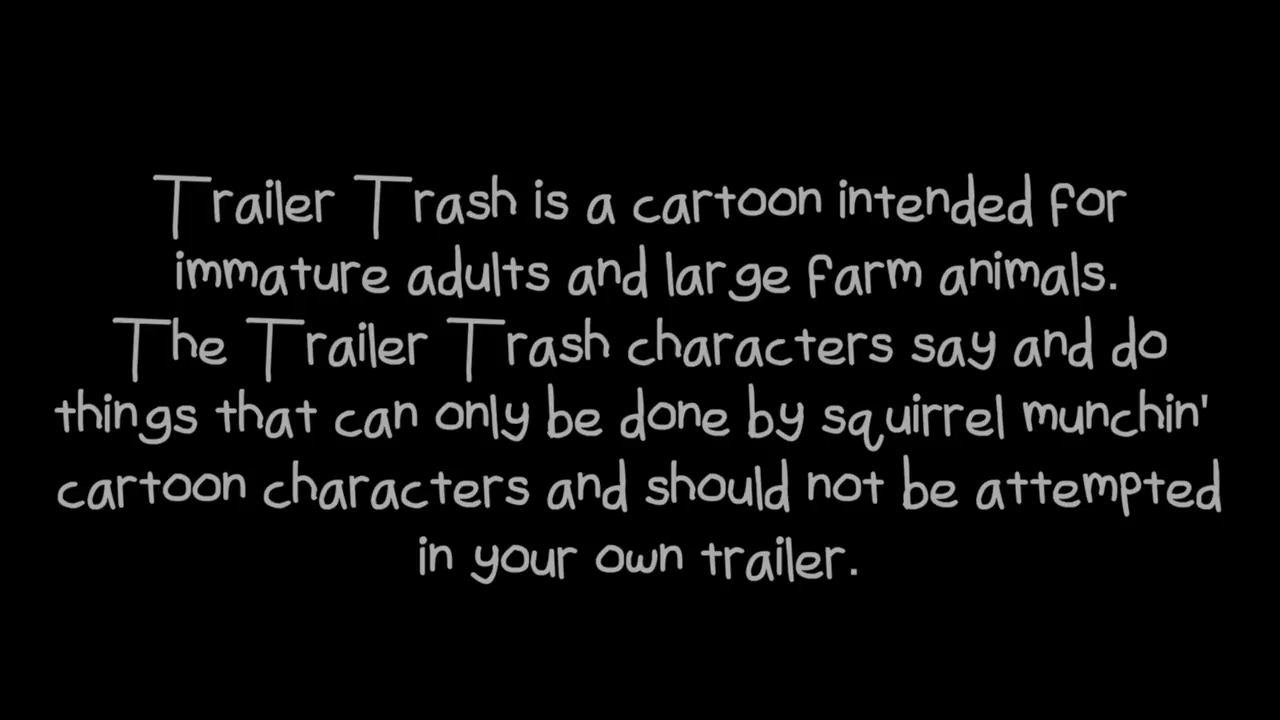 Trailer Trash is a cartoon intended for
immature adults and large farm animals.
The Trailer Trash characters say and do
things that can only be done by squirrel munchin'
cartoon characters and should not be attempted
in your own trailer.